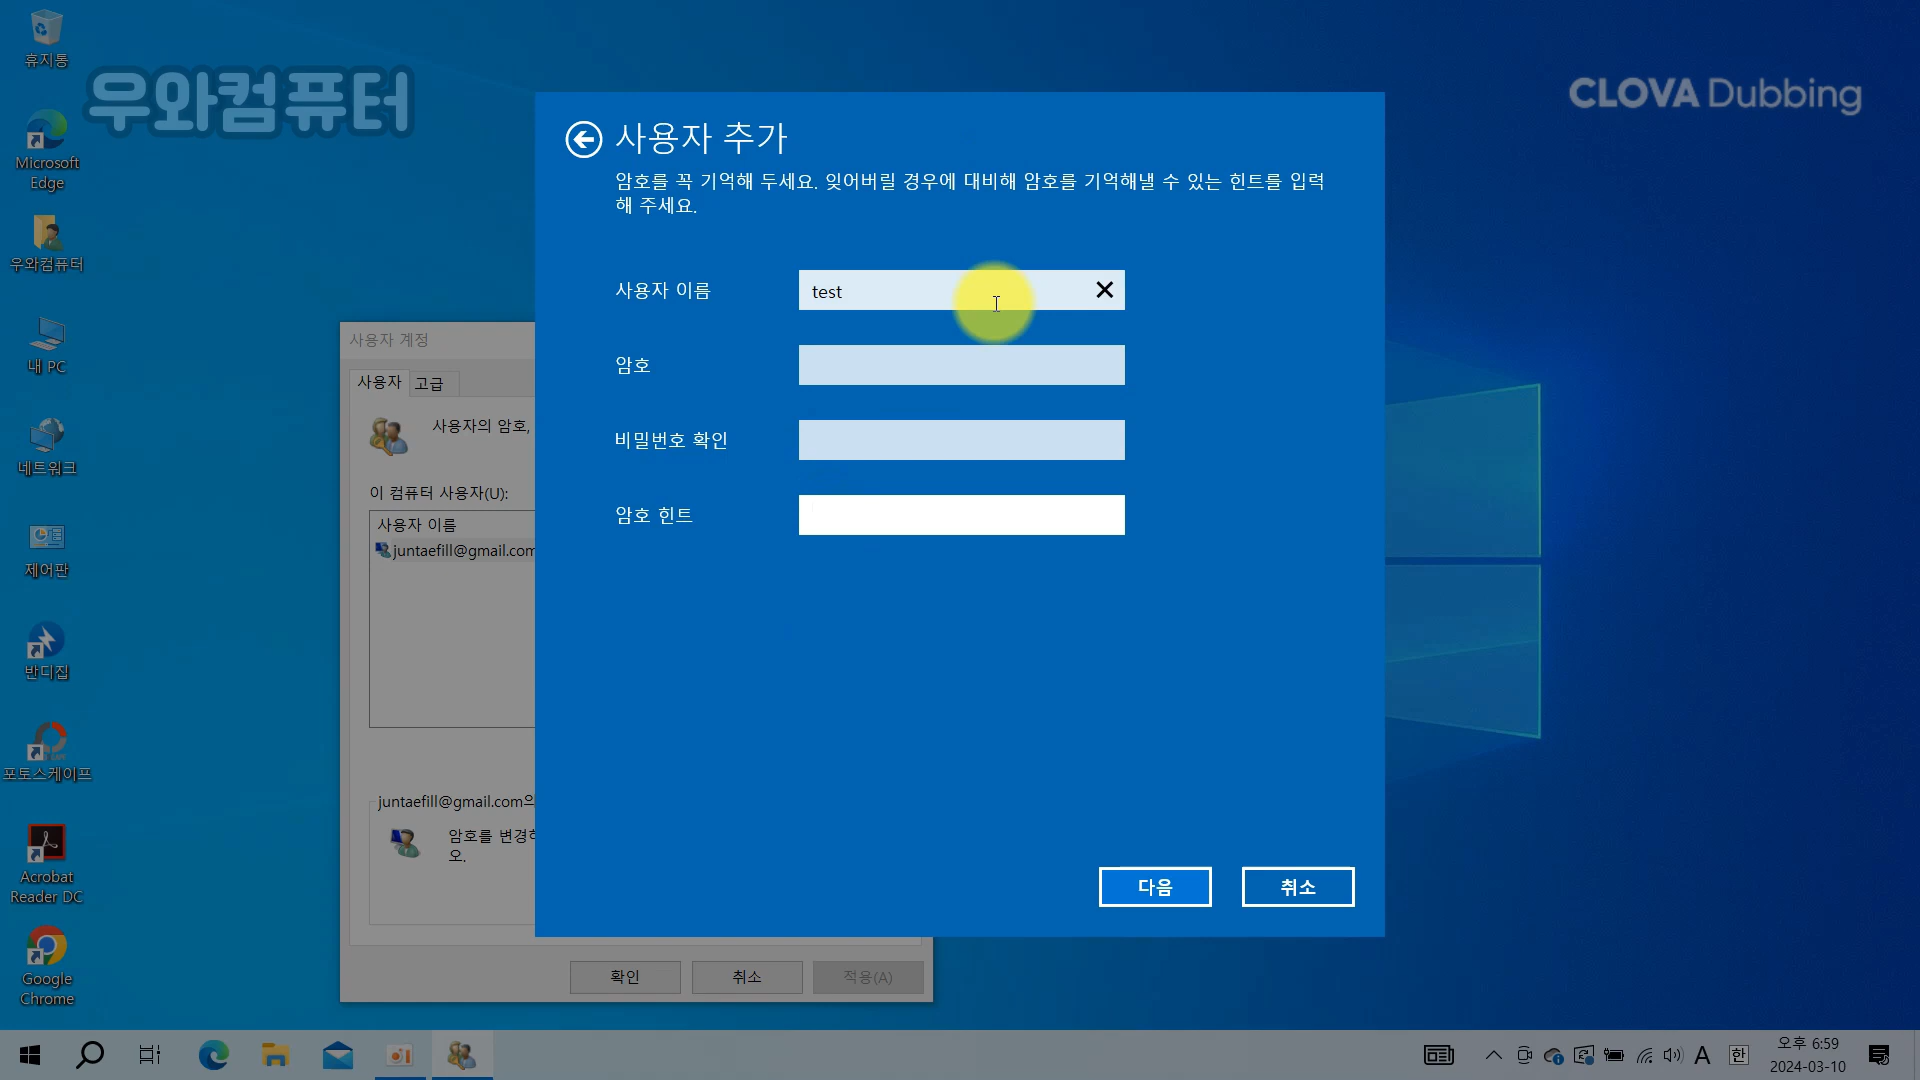 휴지통
우와컴퓨터
CLOVA Dubbing
Microsoft
Edge
우와컴퓨터
내 PC
네트워크
제어판
반디집
포토스케이프
Acrobat
Reader DC
Google
Chrome
사용자 계정
사용자
고급
사용자의 암호,
이 컴퓨터 사용자(U):
사용자 이름
juntaefill@gmail.com
juntaefill@gmail.com의
암호를 변경하
오.
확인
취소
적용(A)
사용자 추가
암호를 꼭 기억해 두세요. 잊어버릴 경우에 대비해 암호를 기억해낼 수 있는 힌트를 입력
해 주세요.
사용자 이름
test
암호
비밀번호 확인
암호 힌트
다음
취소
A
한
오후 6:59
2024-03-10